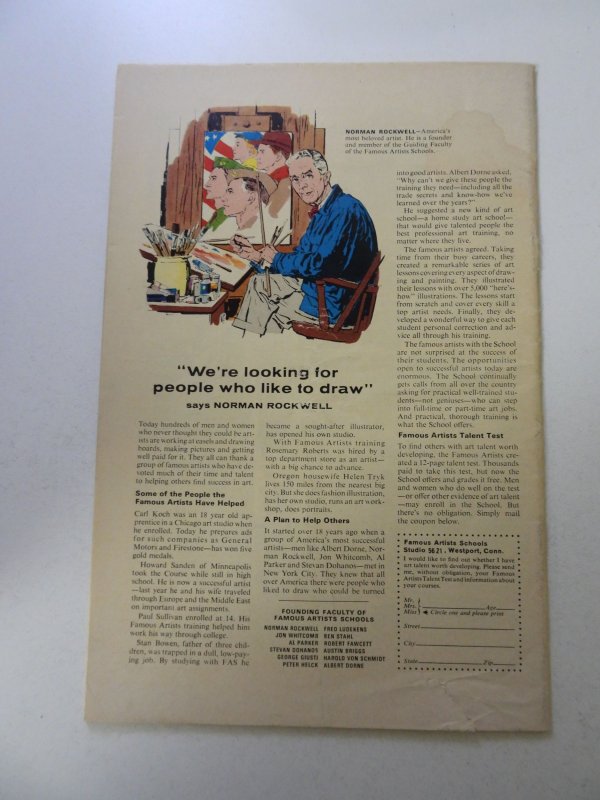 NORMAN ROCKWELL—America's
most beloved artist. He is a founder
and member of the Guiding Faculty
of the Famous Artists Schools.
"We're looking for
people who like to draw"
says NORMAN ROCKWELL
Today hundreds of men and women
who never thought they could be art-
ists are working at easels and drawing
boards, making pictures and getting
well paid for it. They all can thank a
group of famous artists who have de-
voted much of their time and talent
to helping others find success in art.
Some of the People the
Famous Artists Have Helped
Carl Koch was an 18 year old ap-
prentice in a Chicago art studio when
he enrolled. Today he prepares ads
for such companies as General
Motors and Firestone—has won five
gold medals.
Howard Sanden of Minneapolis
took the Course while still in high
school. He is now a successful artist
—last year he and his wife traveled
through Europe and the Middle East
on important art assignments.
Paul Sullivan enrolled at 14. His
Famous Artists training helped him
work his way through college.
Stan Bowen, father of three chil-
dren, was trapped in a dull, low-pay-
ing job. By studying with FAS he
became a sought-after illustrator,
has opened his own studio.
With Famous Artists training
Rosemary Roberts was hired by a
top department store as an artist—
with a big chance to advance.
Oregon housewife Helen Tryk
lives 150 miles from the nearest big
city. But she does fashion illustration,
has her own studio, runs an art work-
shop, does portraits.
A Plan to Help Others
It started over 18 years ago when a
group of America's most successful
artists—men like Albert Dorne, Nor-
man Rockwell, Jon Whitcomb, Al
Parker and Stevan Dohanos—met in
New York City. They knew that all
over America there were people who
liked to draw who could be turned
FOUNDING FACULTY OF
FAMOUS ARTISTS SCHOOLS
NORMAN ROCKWELL FRED LUDEKENS
JON WHITCOMB BEN STAHL
AL PARKER ROBERT FAWCETT
STEVAN DOHANOS AUSTIN BRIGGS
GEORGE GIUSTI HAROLD VON SCHMIDT
PETER HELCK ALBERT DORNE
into good artists. Albert Dorne asked,
"Why can't we give these people the
training they need—including all the
trade secrets and know-how we've
learned over the years?"
He suggested a new kind of art
school—a home study art school—
that would give talented people the
best professional art training, no
matter where they live.
The famous artists agreed. Taking
time from their busy careers, they
created a remarkable series of art
lessons covering every aspect of draw-
ing and painting. They illustrated
their lessons with over 5,000 "here's-
how" illustrations. The lessons start
from scratch and cover every skill a
top artist needs. Finally, they de-
veloped a wonderful way to give each
student personal correction and ad-
vice all through his training.
The famous artists with the School
are not surprised at the success of
their students. The opportunities
open to successful artists today are
enormous. The School continually
gets calls from all over the country
asking for practical well-trained stu-
dents—not geniuses—who can step
into full-time or part-time art jobs.
And practical, thorough training is
what the School offers.
Famous Artists Talent Test
To find others with art talent worth
developing, the Famous Artists cre-
ated a 12-page talent test. Thousands
paid to take this test, but now the
School offers and grades it free. Men
and women who do well on the test
—or offer other evidence of art talent
—may enroll in the School. But
there's no obligation. Simply mail
the coupon below.
Famous Artists Schools
Studio 5621, Westport, Conn.
I would like to find out whether I have
art talent worth developing. Please send
me, without obligation, your Famous
Artists Talent Test and information about
your courses.
Mr.
Mrs. Age
Miss Circle one and please print
Street
City
State Zip